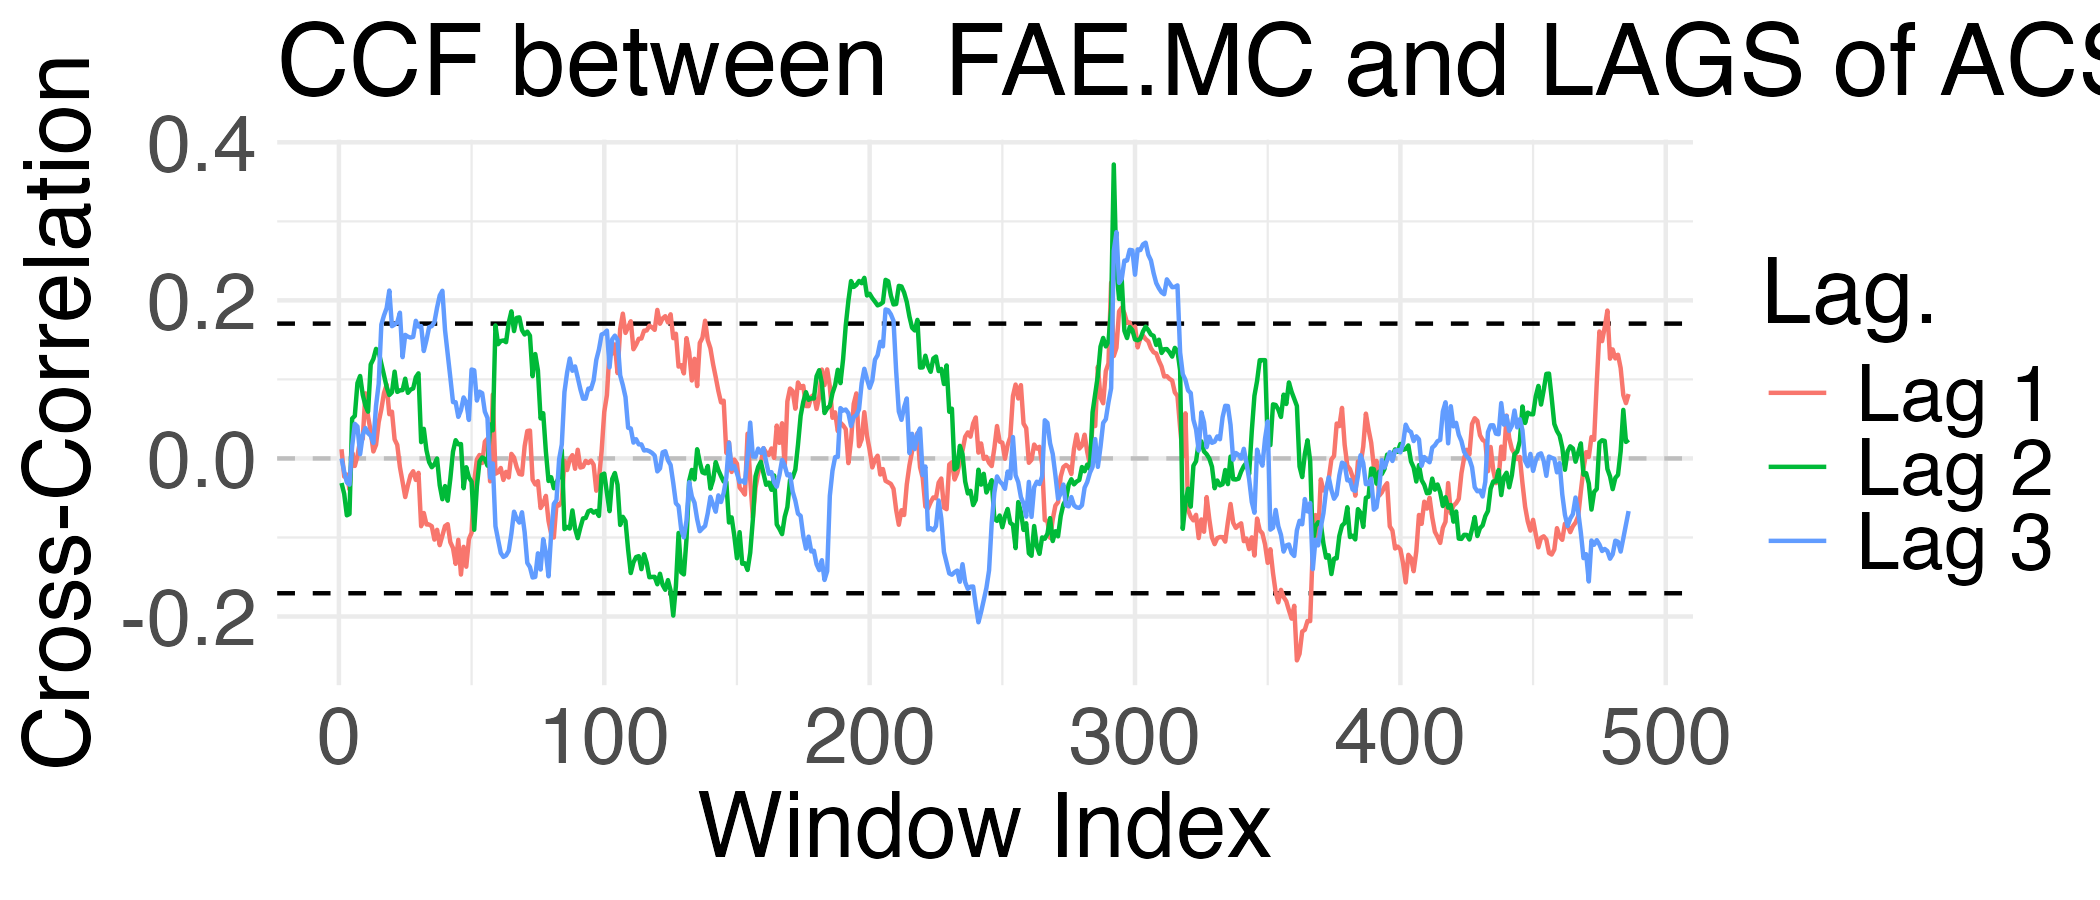 CCF between FAE.MC and LAGS of ACS
Cross-Correlation
0.4
0.2
0.0
-0.2
0
100
200
300
400
500
Window Index
Lag.
Lag 1
Lag 2
Lag 3